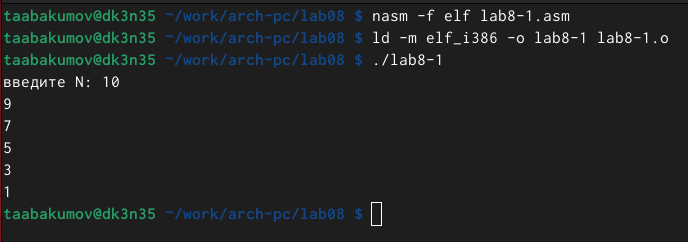 taabakumov@dk3n35 ~/work/arch-pc/lab08 $ nasm -f elf lab8-1.asm
taabakumov@dk3n35 ~/work/arch-pc/lab08 $ ld -m elf_i386 -o lab8-1 lab8-1.o
taabakumov@dk3n35 ~/work/arch-pc/lab08 $ ./lab8-1
введите N: 10
9
7
5
3
1
taabakumov@dk3n35 ~/work/arch-pc/lab08 $